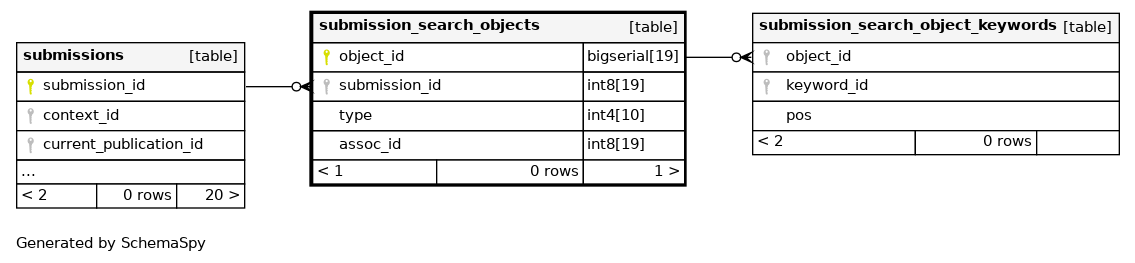 submissions [table]
submission_id
context_id
current_publication_id
...
< 2 0 rows 20 >
submission_search_objects [table]
object_id bigserial[19]
submission_id int8[19]
type int4[10]
assoc_id int8[19]
< 1 0 rows 1 >
submission_search_object_keywords [table]
object_id
keyword_id
pos
< 2 0 rows
Generated by SchemaSpy